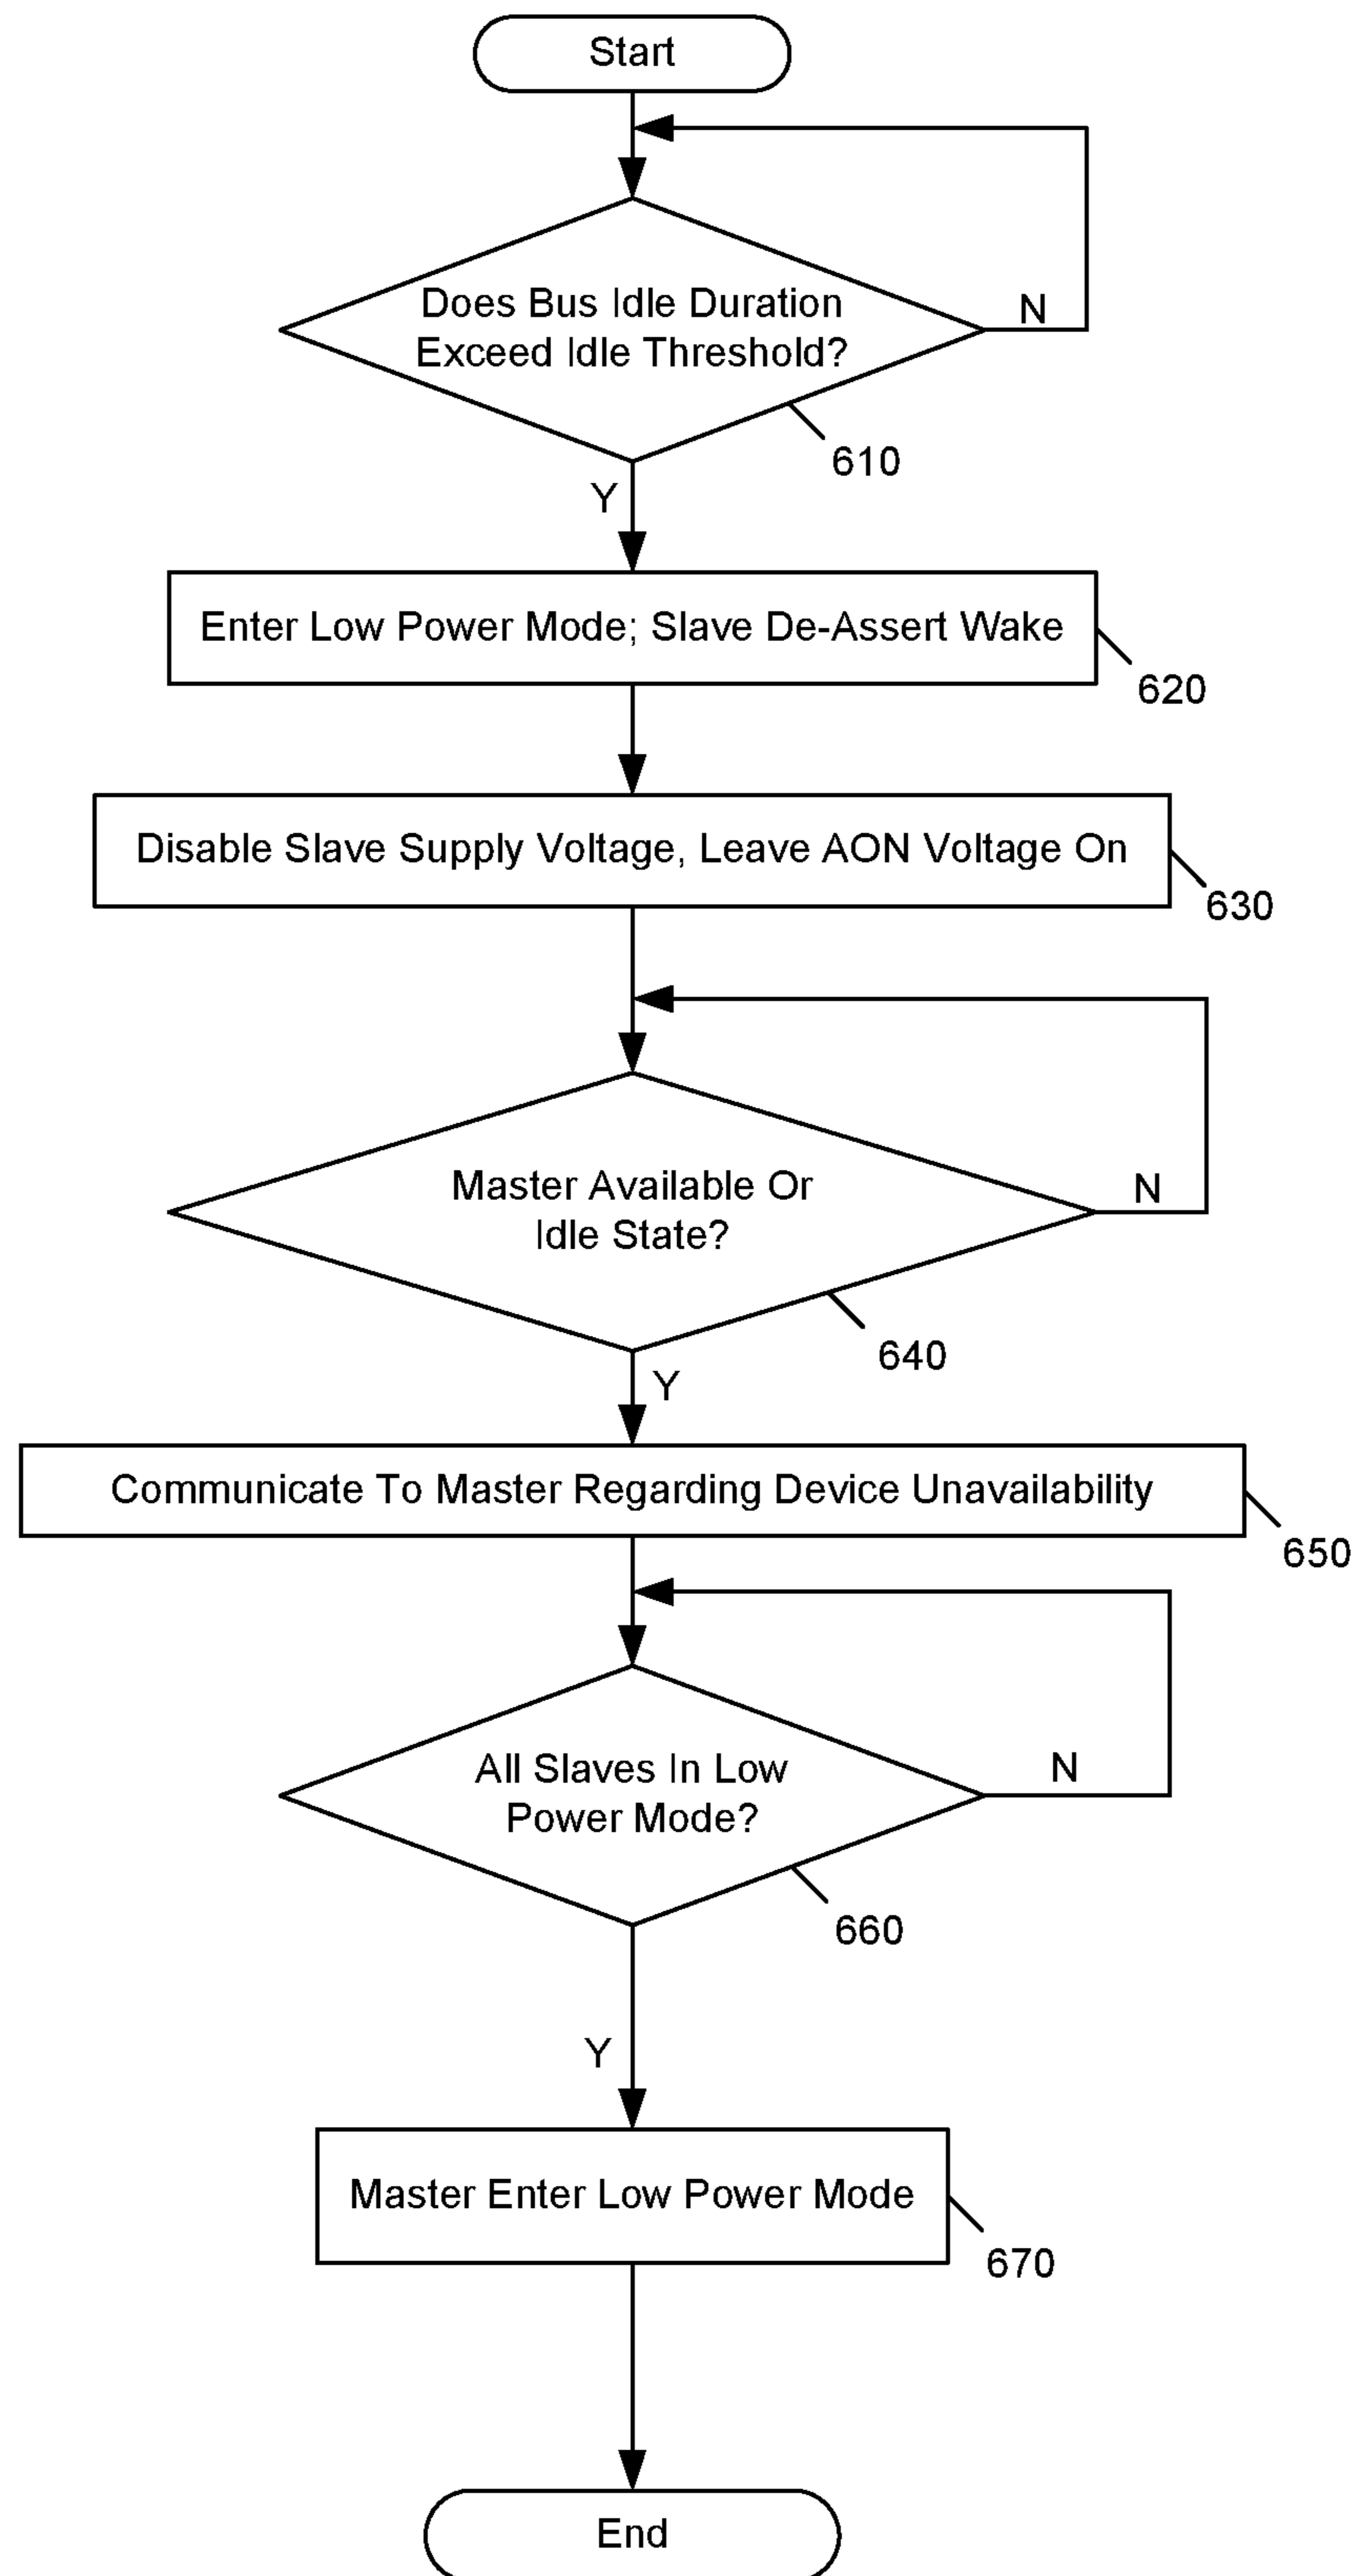 Start
Does Bus Idle Duration
Exceed Idle Threshold?
N
610
Y
Enter Low Power Mode; Slave De-Assert Wake
620
Disable Slave Supply Voltage, Leave AON Voltage On
630
Master Available Or
Idle State?
N
640
Y
Communicate To Master Regarding Device Unavailability
650
All Slaves In Low
Power Mode?
N
660
Y
Master Enter Low Power Mode
670
End